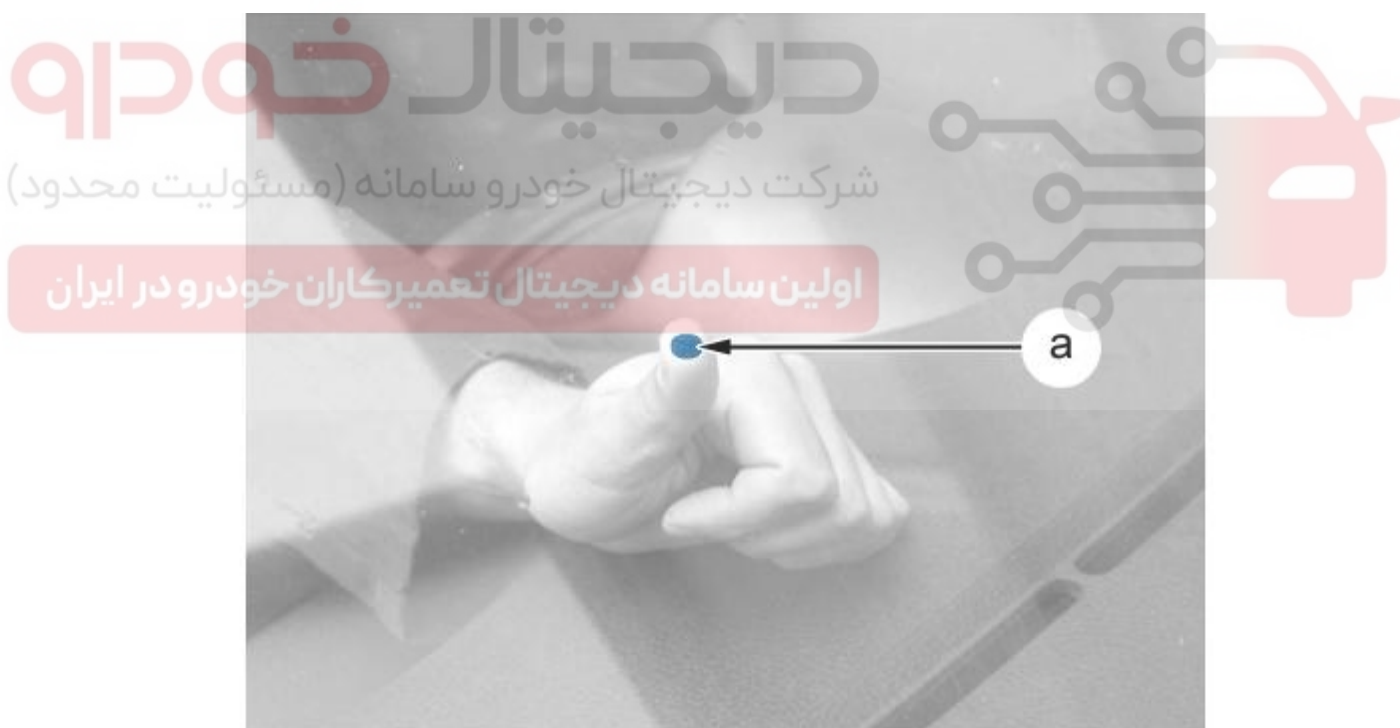 دیجیتال خودرو
شرکت دیجیتال خودرو سامانه (مسئولیت محدود)
اولین سامانه دیجیتال تعمیرکاران خودرو در ایران
a